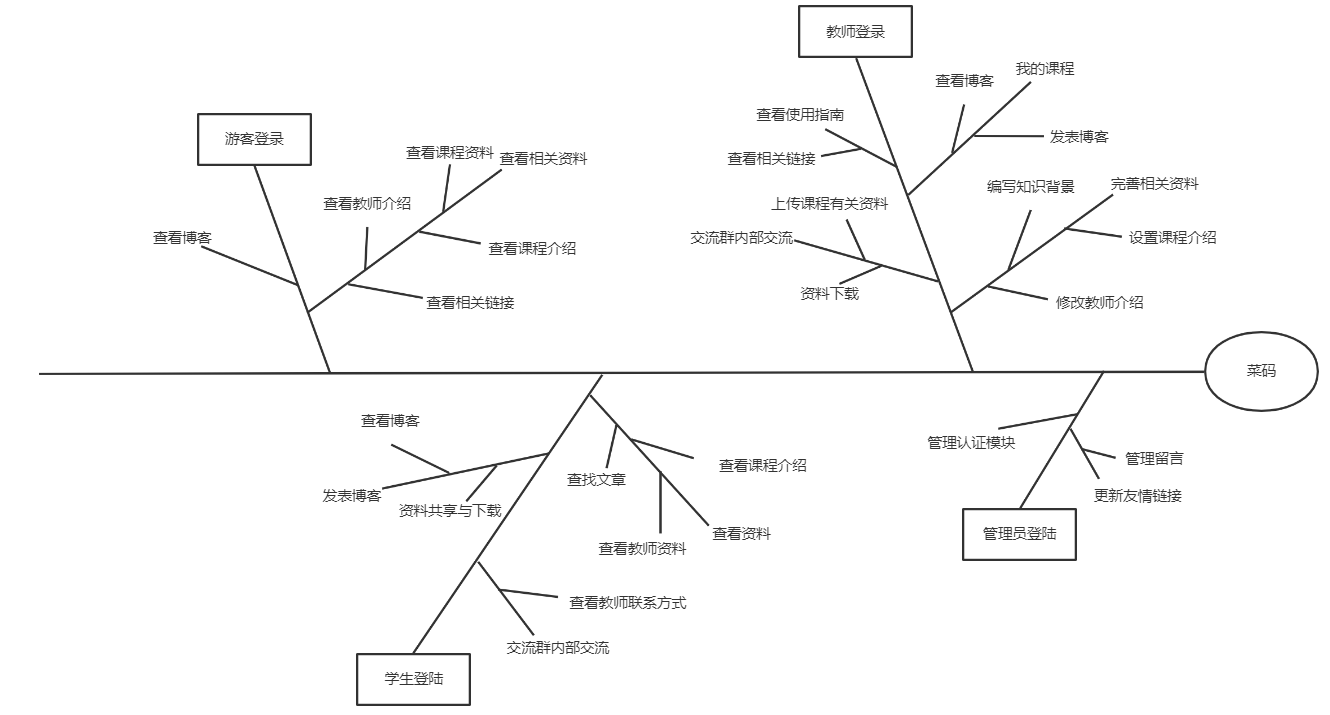 教师登录
我的课程
查看博客
查看使用指南
发表博客
游客登录
查看课程资料
查看相关资料
查看相关链接
编写知识背景
完善相关资料
查看教师介绍
上传课程有关资料
查看博客
交流群内部交流
设置课程介绍
查看课程介绍
资料下载
查看相关链接
修改教师介绍
菜码
查看博客
管理认证模块
管理留言
查看课程介绍
查找文章
发表博客
更新友情链接
资料共享与下载
查看资料
管理员登陆
查看教师资料
查看教师联系方式
交流群内部交流
学生登陆